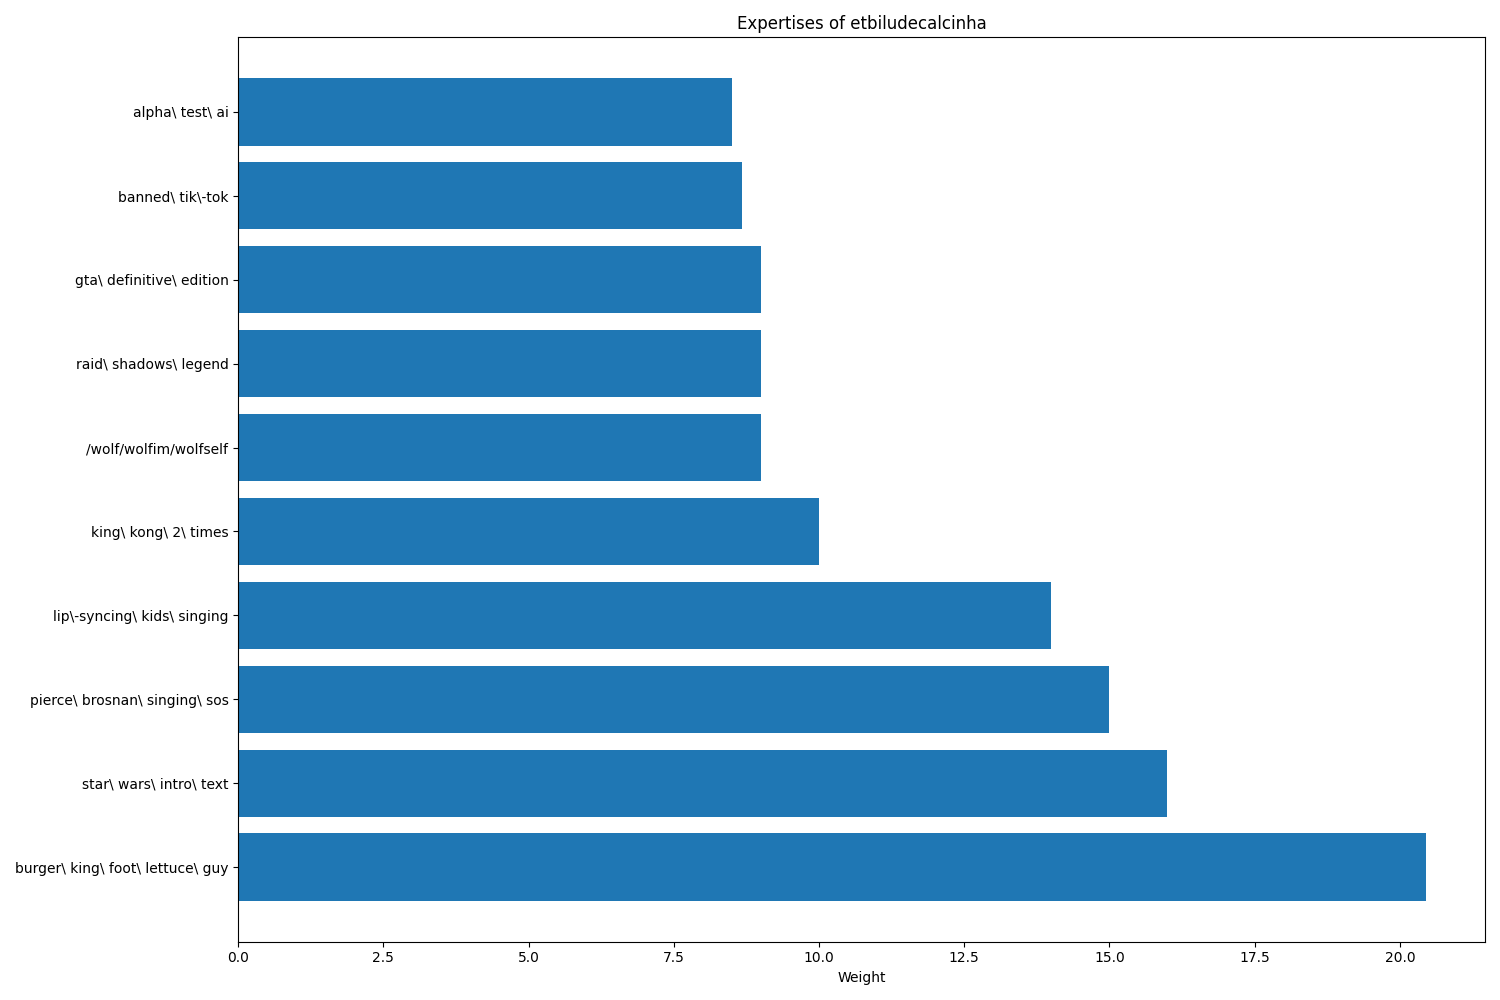 Expertises of etbiludecalcinha
alpha\ test\ ai
banned\ tik\-tok
gta\ definitive\ edition
raid\ shadows\ legend
/wolf/wolfim/wolfself
king\ kong\ 2\ times
lip\-syncing\ kids\ singing
pierce\ brosnan\ singing\ sos
star\ wars\ intro\ text
burger\ king\ foot\ lettuce\ guy
0.0 2.5 5.0 7.5 10.0 12.5 15.0 17.5 20.0
Weight